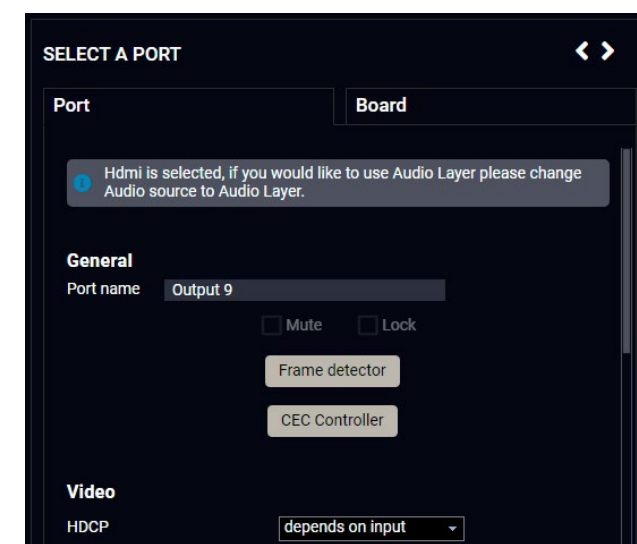 SELECT A PORT
Port
Board
Hdmi is selected, if you would like to use Audio Layer please change
Audio source to Audio Layer.
General
Port name
Output 9
Mute
Lock
Frame detector
CEC Controller
Video
HDCP
depends on input